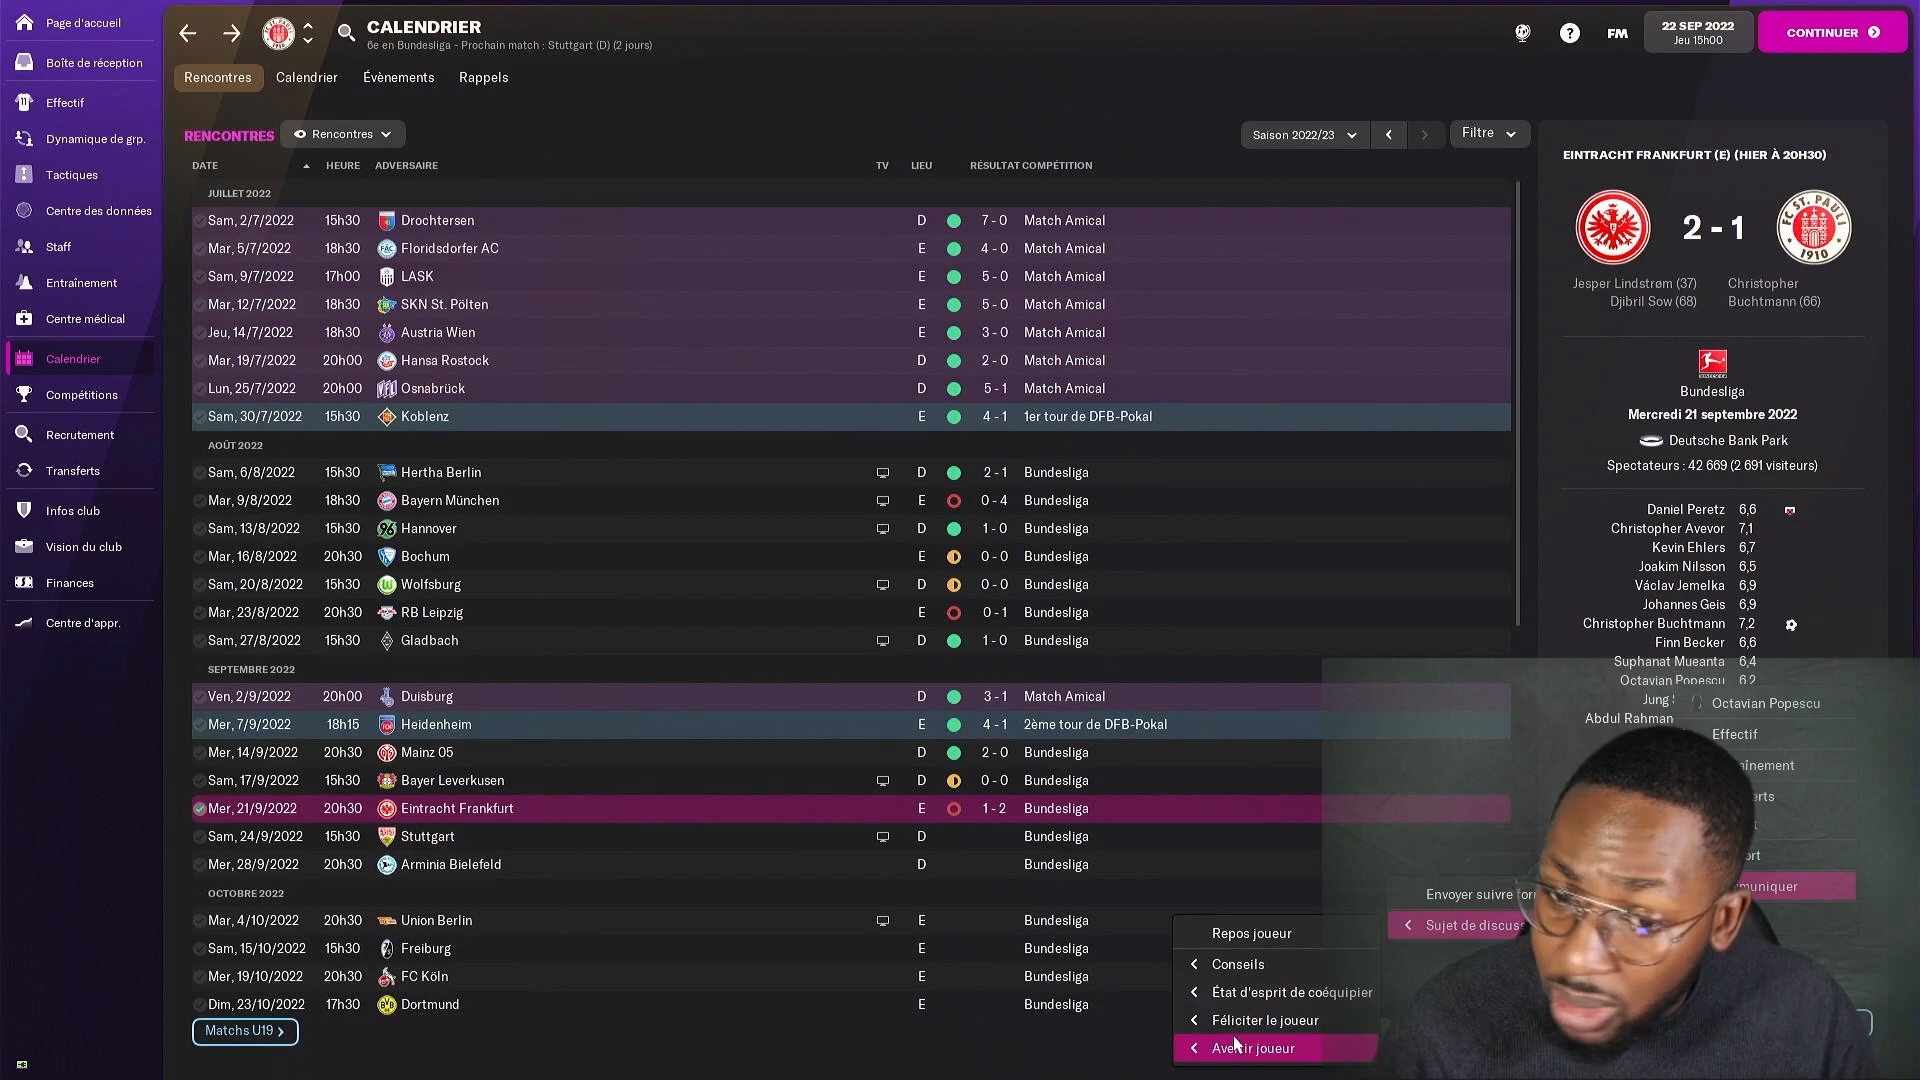 Page d'accueil
Boîte de réception
Effectif
Dynamique de grp.
Tactiques
Centre des données
Staff
Entraînement
Centre médical
Calendrier
Compétitions
Recrutement
Transferts
Infos club
Vision du club
Finances
Centre d'appr.
CALENDRIER
6e en Bundesliga - Prochain match : Stuttgart (D) (2 jours)
FM
22 SEP 2022
Jeu 15h00
CONTINUER
Rencontres Calendrier Évènements Rappels
RENCONTRES Rencontres
Saison 2022/23 Filtre
DATE HEURE ADVERSAIRE TV LIEU RÉSULTAT COMPÉTITION
JUILLET 2022
Sam, 2/7/2022 15h30 Drochtersen D 7 - 0 Match Amical
Mar, 5/7/2022 18h30 Floridsdorfer AC E 4 - 0 Match Amical
Sam, 9/7/2022 17h00 LASK E 5 - 0 Match Amical
Mar, 12/7/2022 18h30 SKN St. Pölten E 5 - 0 Match Amical
Jeu, 14/7/2022 18h30 Austria Wien E 3 - 0 Match Amical
Mar, 19/7/2022 20h00 Hansa Rostock D 2 - 0 Match Amical
Lun, 25/7/2022 20h00 Osnabrück D 5 - 1 Match Amical
Sam, 30/7/2022 15h30 Koblenz E 4 - 1 1er tour de DFB-Pokal
AOÛT 2022
Sam, 6/8/2022 15h30 Hertha Berlin D 2 - 1 Bundesliga
Mar, 9/8/2022 18h30 Bayern München E 0 - 4 Bundesliga
Sam, 13/8/2022 15h30 Hannover D 1 - 0 Bundesliga
Mar, 16/8/2022 20h30 Bochum E 0 - 0 Bundesliga
Sam, 20/8/2022 15h30 Wolfsburg D 0 - 0 Bundesliga
Mar, 23/8/2022 20h30 RB Leipzig E 0 - 1 Bundesliga
Sam, 27/8/2022 15h30 Gladbach D 1 - 0 Bundesliga
SEPTEMBRE 2022
Ven, 2/9/2022 20h00 Duisburg D 3 - 1 Match Amical
Mer, 7/9/2022 18h15 Heidenheim E 4 - 1 2ème tour de DFB-Pokal
Mer, 14/9/2022 20h30 Mainz 05 D 2 - 0 Bundesliga
Sam, 17/9/2022 15h30 Bayer Leverkusen D 0 - 0 Bundesliga
Mer, 21/9/2022 20h30 Eintracht Frankfurt E 1 - 2 Bundesliga
Sam, 24/9/2022 15h30 Stuttgart D Bundesliga
Mer, 28/9/2022 20h30 Arminia Bielefeld D Bundesliga
OCTOBRE 2022
Mar, 4/10/2022 20h30 Union Berlin E Bundesliga
Sam, 15/10/2022 15h30 Freiburg E Bundesliga
Mer, 19/10/2022 20h30 FC Köln E Bundesliga
Dim, 23/10/2022 17h30 Dortmund E Bundesliga
Matchs U19
EINTRACHT FRANKFURT (E) (HIER À 20H30)
2 - 1
FC ST. PAULI
1910
Jesper Lindstrøm (37)
Djibril Sow (68)
Christopher
Buchtmann (66)
Bundesliga
Mercredi 21 septembre 2022
Deutsche Bank Park
Spectateurs : 42 669 (2 691 visiteurs)
Daniel Peretz 6,6
Christopher Avevor 7,1
Kevin Ehlers 6,7
Joakim Nilsson 6,5
Václav Jemelka 6,9
Johannes Geis 6,9
Christopher Buchtmann 7,2
Finn Becker 6,6
Suphanat Mueanta 6,4
Octavian Popescu 6,2
Jung
Abdul Rahman
Octavian Popescu
Effectif
Envoyer suivre
Sujet de
Repos joueur
Conseils
État d'esprit de coéquipier
Féliciter le joueur
Avertir joueur